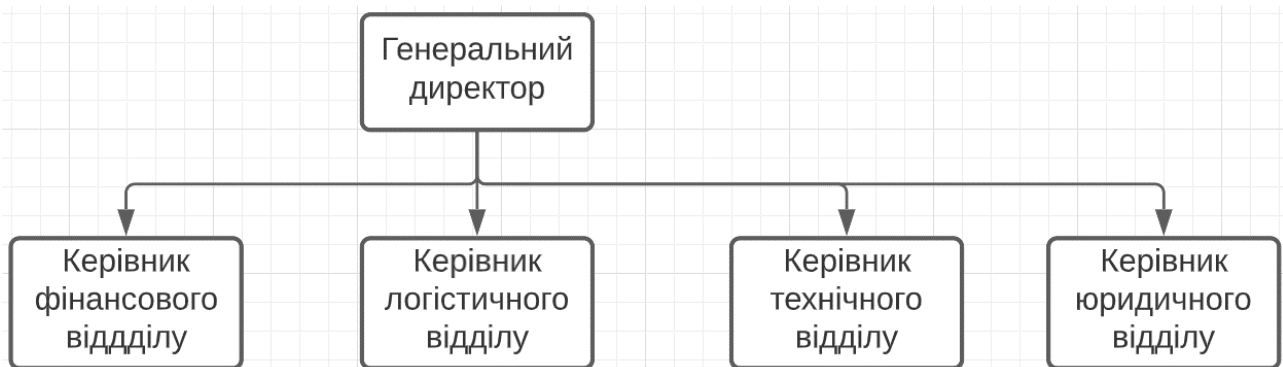 Генеральний
директор
Керівник
фінансового
віддділу
Керівник
логістичного
відділу
Керівник
технічного
відділу
Керівник
юридичного
відділу